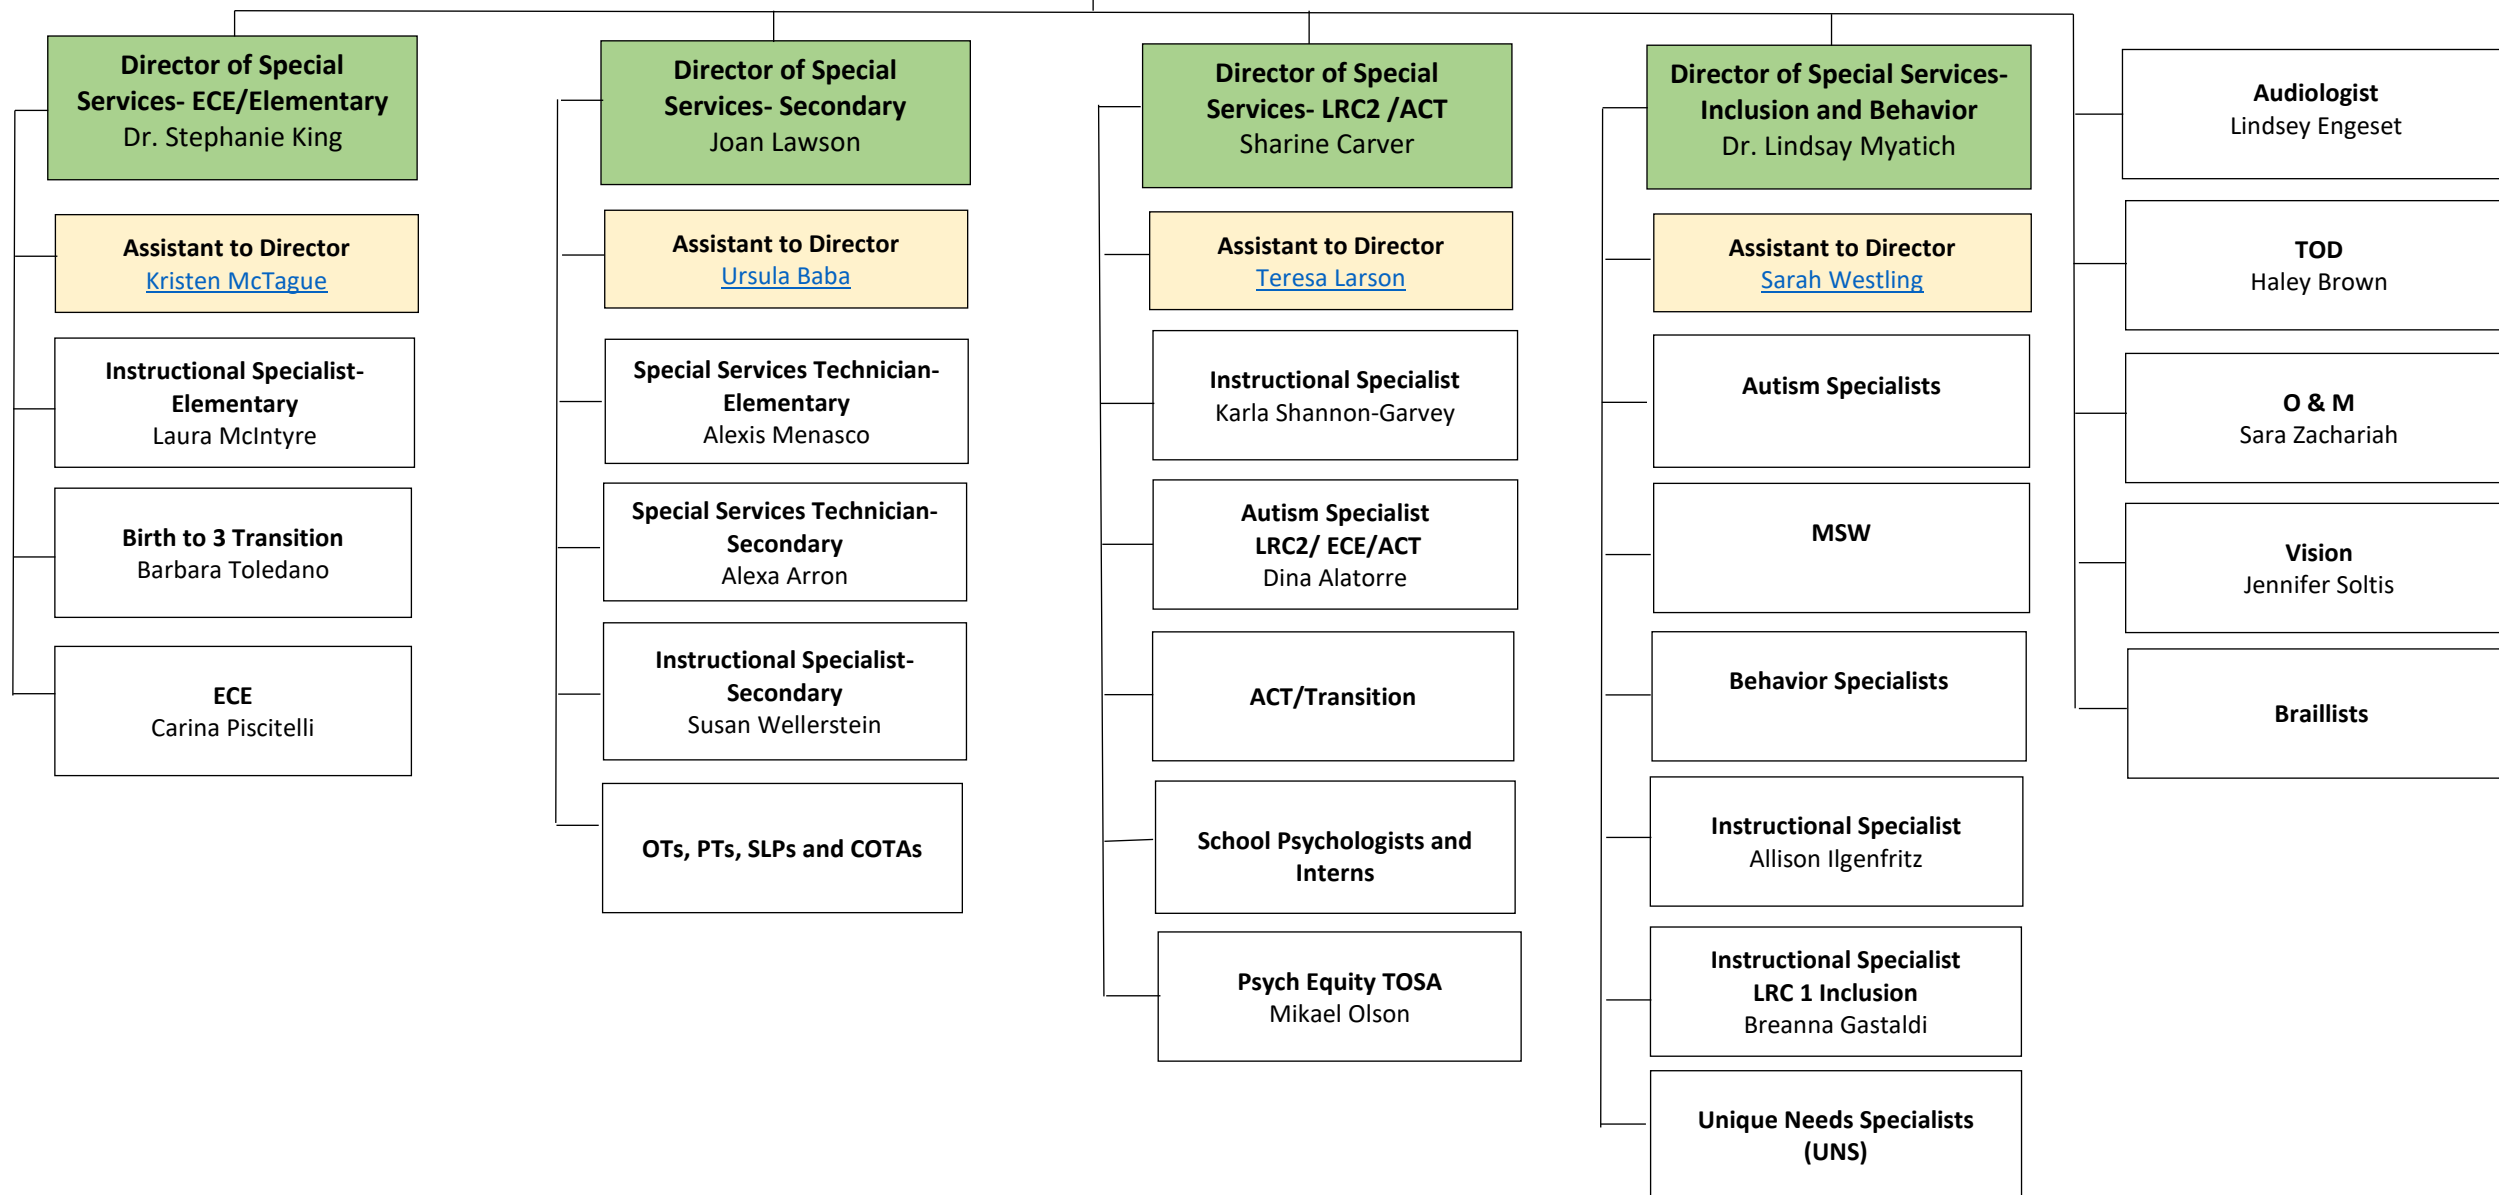 Director of Special
Services- ECE/Elementary
Dr. Stephanie King
Assistant to Director
Kristen McTague
Instructional Specialist-
Elementary
Laura McIntyre
Birth to 3 Transition
Barbara Toledano
ECE
Carina Piscitelli
Director of Special
Services- Secondary
Joan Lawson
Assistant to Director
Ursula Baba
Special Services Technician-
Elementary
Alexis Menasco
Special Services Technician-
Secondary
Alexa Arron
Instructional Specialist-
Secondary
Susan Wellerstein
OTs, PTs, SLPs and COTAs
Director of Special
Services- LRC2 /ACT
Sharine Carver
Assistant to Director
Teresa Larson
Instructional Specialist
Karla Shannon-Garvey
Autism Specialist
LRC2/ ECE/ACT
Dina Alatorre
ACT/Transition
School Psychologists and
Interns
Psych Equity TOSA
Mikael Olson
Director of Special Services-
Inclusion and Behavior
Dr. Lindsay Myatich
Assistant to Director
Sarah Westling
Autism Specialists
MSW
Behavior Specialists
Instructional Specialist
Allison Ilgenfritz
Instructional Specialist
LRC 1 Inclusion
Breanna Gastaldi
Unique Needs Specialists
(UNS)
Audiologist
Lindsey Engeset
TOD
Haley Brown
O & M
Sara Zachariah
Vision
Jennifer Soltis
Braillists